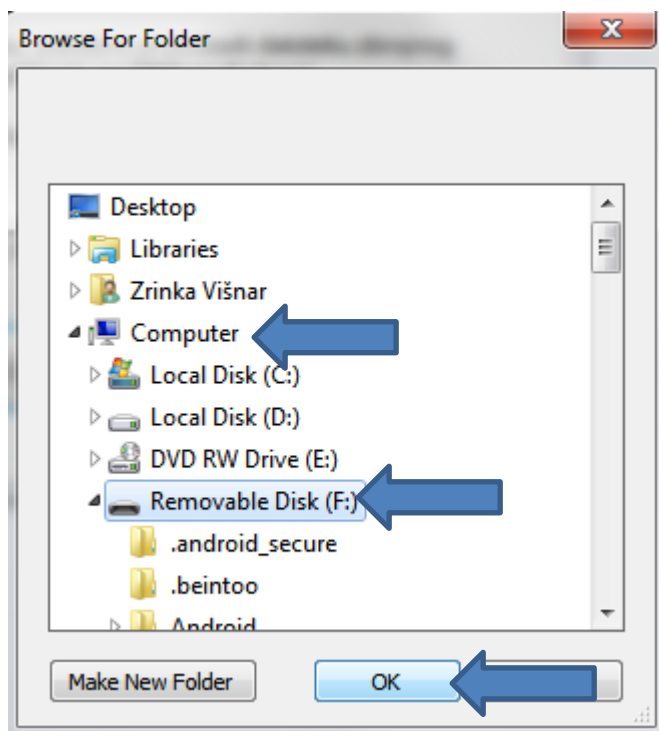 Browse For Folder
Desktop
Libraries
Zrinka Višnar
Computer
Local Disk (C:)
Local Disk (D:)
DVD RW Drive (E:)
Removable Disk (F:)
.android_secure
.beintoo
Android
Make New Folder
OK